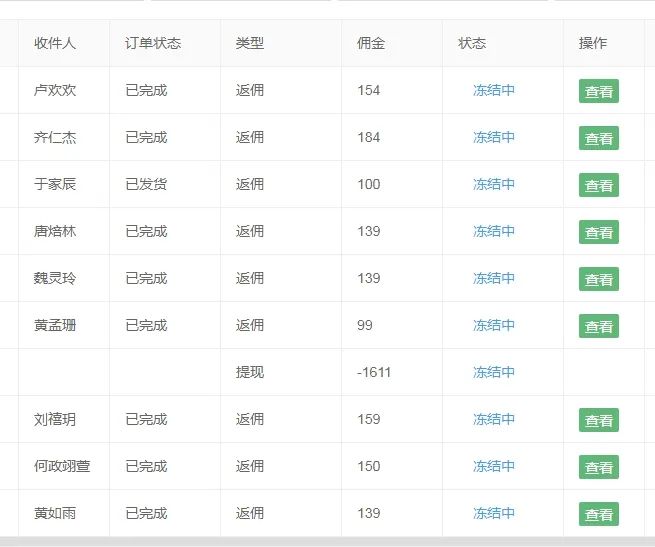 收件人 订单状态 类型 佣金 状态 操作
卢欢欢 已完成 返佣 154 冻结中 查看
齐仁杰 已完成 返佣 184 冻结中 查看
于家辰 已发货 返佣 100 冻结中 查看
唐焙林 已完成 返佣 139 冻结中 查看
魏灵玲 已完成 返佣 139 冻结中 查看
黄孟珊 已完成 返佣 99 冻结中 查看
提现 -1611 冻结中
刘禧玥 已完成 返佣 159 冻结中 查看
何政翊萱 已完成 返佣 150 冻结中 查看
黄如雨 已完成 返佣 139 冻结中 查看